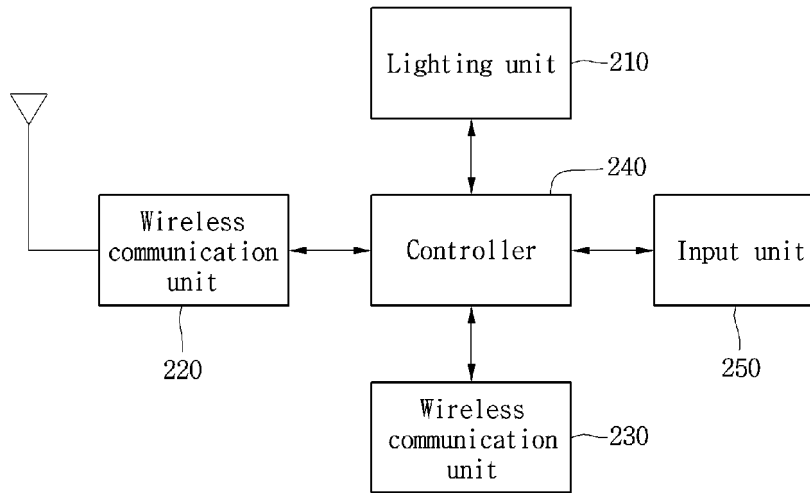 Lighting unit
210
240
Wireless
communication
unit
Controller
Input unit
220
250
Wireless
communication
unit
230